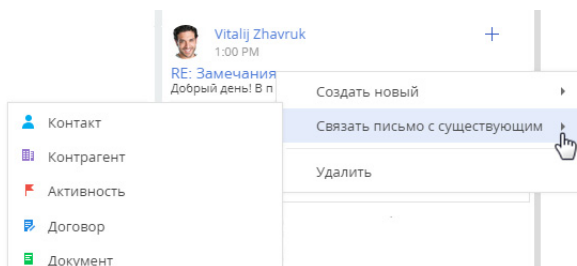 Vitalij Zhavruk
1:00 PM
RE: Замечания
Добрый день! В п
Создать новый
Связать письмо с существующим
Удалить
Контакт
Контрагент
Активность
Договор
Документ